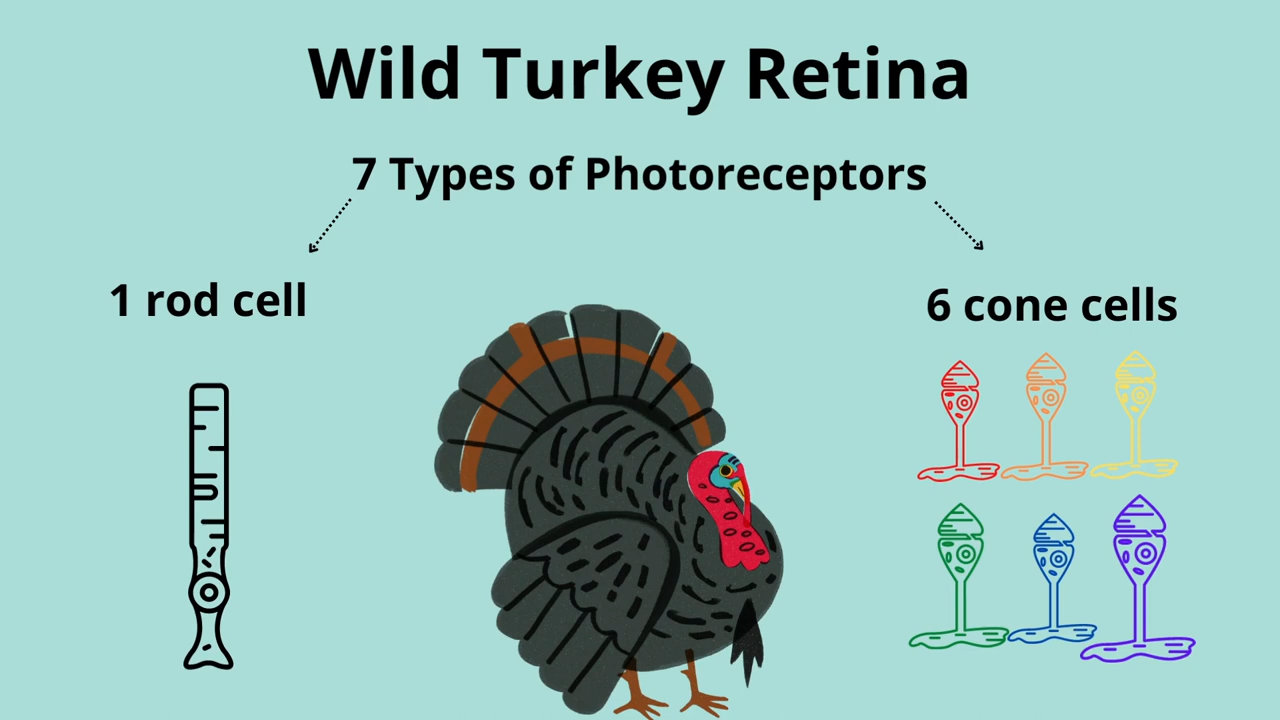 Wild Turkey Retina
7 Types of Photoreceptors
1 rod cell
6 cone cells